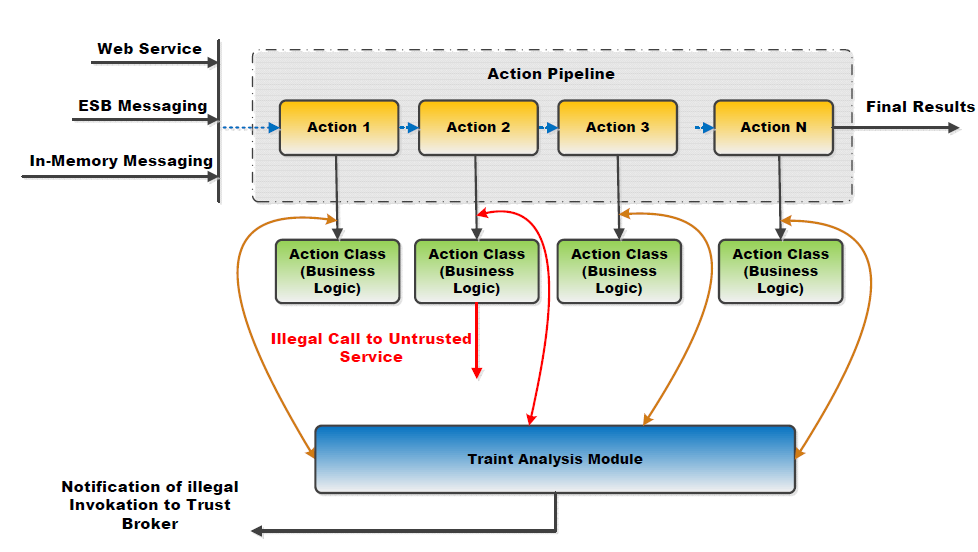 Web Service
ESB Messaging
In-Memory Messaging
Action Pipeline
Action 1
Action 2
Action 3
Action N
Final Results
Action Class
(Business
Logic)
Action Class
(Business
Logic)
Action Class
(Business
Logic)
Action Class
(Business
Logic)
Illegal Call to Untrusted
Service
Traint Analysis Module
Notification of illegal
Invokation to Trust
Broker